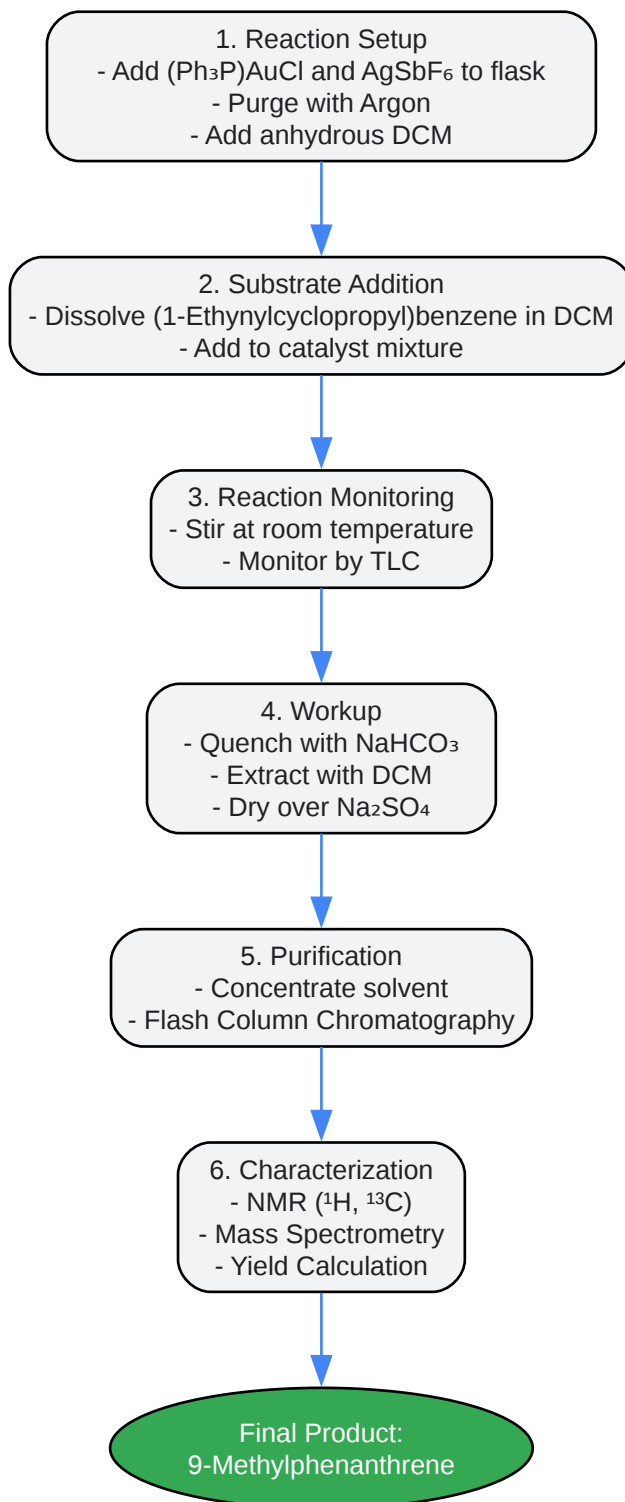 1. Reaction Setup
- Add (Ph₃P)AuCl and AgSbF₆ to flask
- Purge with Argon
- Add anhydrous DCM
2. Substrate Addition
- Dissolve (1-Ethynylcyclopropyl)benzene in DCM
- Add to catalyst mixture
3. Reaction Monitoring
- Stir at room temperature
- Monitor by TLC
4. Workup
- Quench with NaHCO₃
- Extract with DCM
- Dry over Na₂SO₄
5. Purification
- Concentrate solvent
- Flash Column Chromatography
6. Characterization
- NMR (¹H, ¹³C)
- Mass Spectrometry
- Yield Calculation
Final Product:
9-Methylphenanthrene